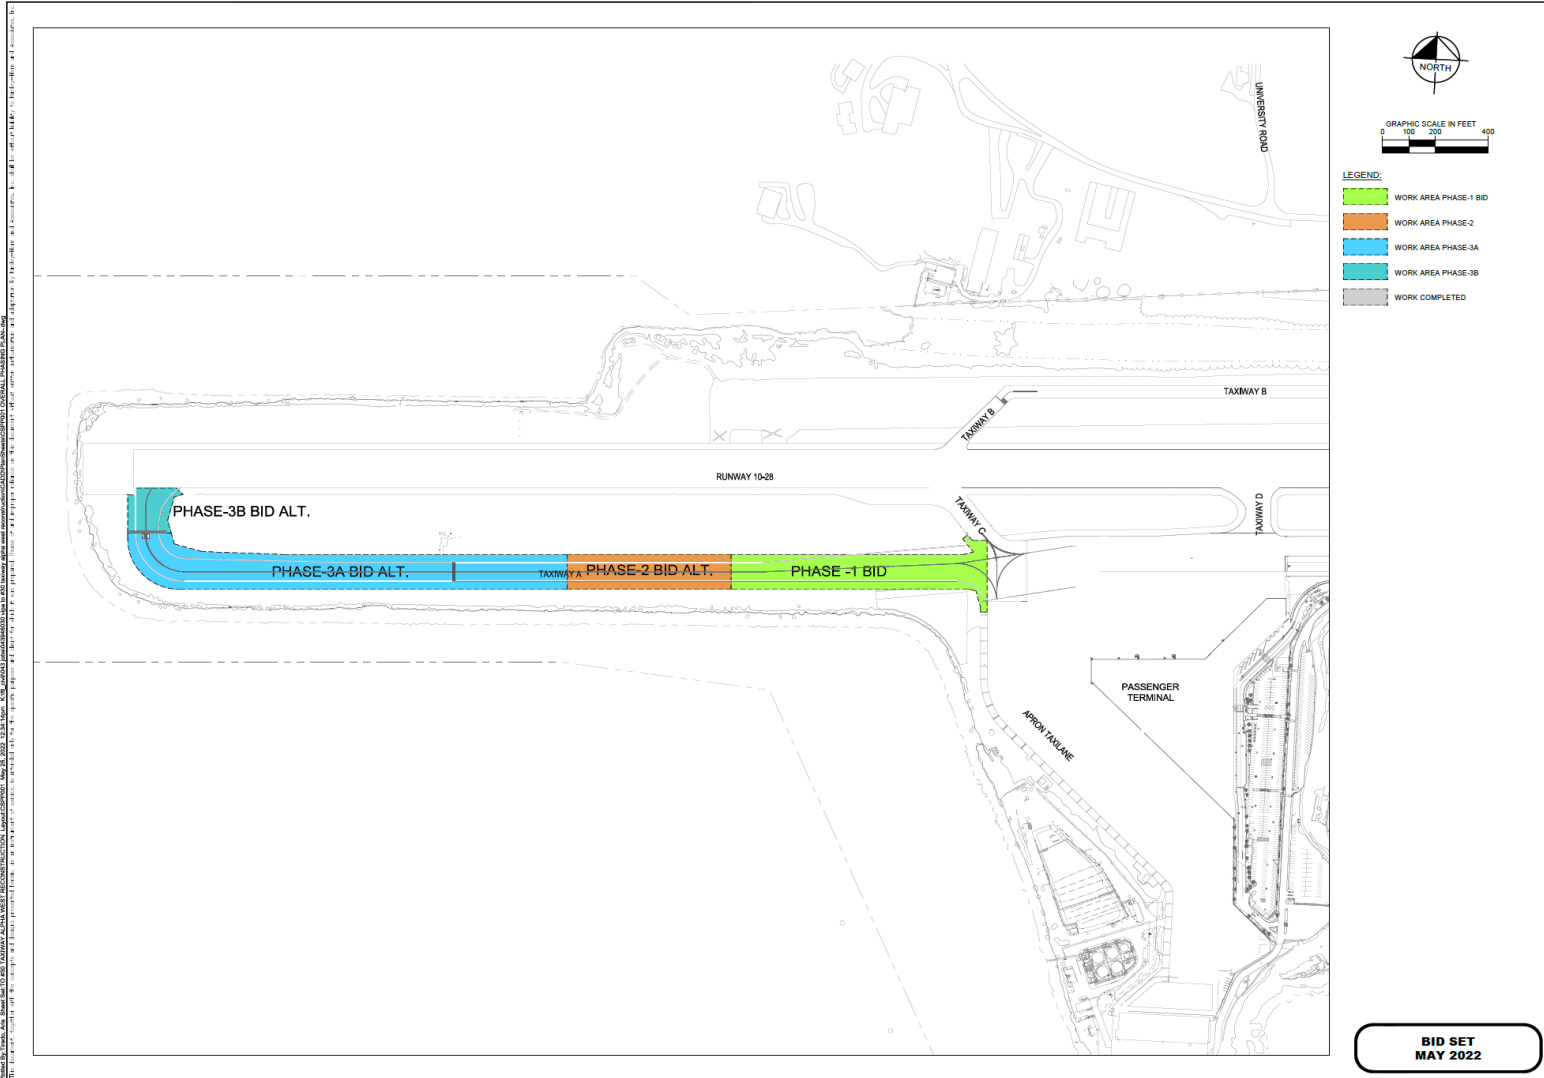 NORTH
GRAPHIC SCALE IN FEET
0 100 200 400
LEGEND:
WORK AREA PHASE-1 BID
WORK AREA PHASE-2
WORK AREA PHASE-3A
WORK AREA PHASE-3B
WORK COMPLETED
UNIVERSITY ROAD
TAXIWAY B
TAXIWAY B
RUNWAY 10-28
TAXIWAY C
TAXIWAY D
PHASE-3B BID ALT.
PHASE-3A BID ALT.
TAXIWAY A
PHASE-2 BID ALT.
PHASE -1 BID
PASSENGER
TERMINAL
APRON TAXILANE
BID SET
MAY 2022